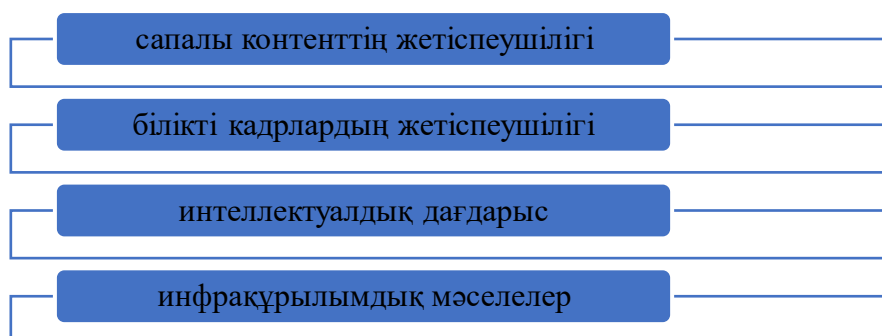 сапалы контенттің жетіспеушілігі
білікті кадрлардың жетіспеушілігі
интеллектуалдық дағдарыс
инфрақұрылымдық мәселелер